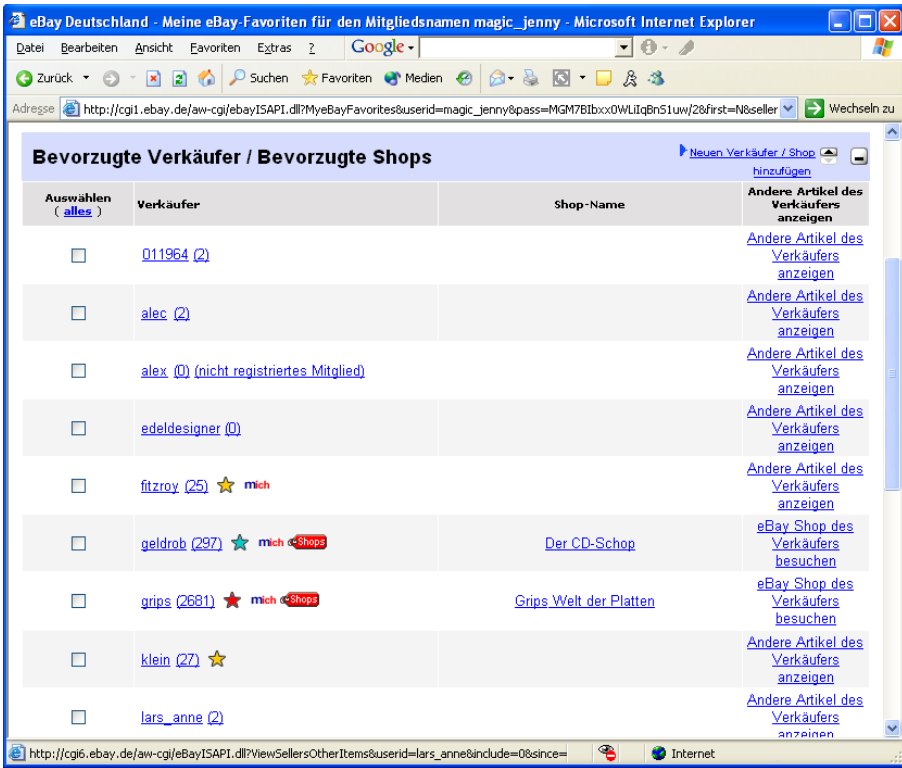 eBay Deutschland - Meine eBay-Favoriten für den Mitgliedsnamen magic_jenny - Microsoft Internet Explorer
Datei Bearbeiten Ansicht Favoriten Extras ? Google
Zurück Suchen Favoriten Medien
Adresse http://cgi1.ebay.de/aw-cgi/ebayISAPI.dll?MyeBayFavorites&userid=magic_jenny&pass=MGM7BIbxx0WLiIqBnS1uw/2&first=N&seller Wechseln zu
Bevorzugte Verkäufer / Bevorzugte Shops
Neuen Verkäufer / Shop
hinzufügen
Auswählen
( alles )
Verkäufer
Shop-Name
Andere Artikel des
Verkäufers
anzeigen
011964 (2)
Andere Artikel des
Verkäufers
anzeigen
alec (2)
Andere Artikel des
Verkäufers
anzeigen
alex (0) (nicht registriertes Mitglied)
Andere Artikel des
Verkäufers
anzeigen
edeldesigner (0)
Andere Artikel des
Verkäufers
anzeigen
fitzroy (25) mich
Andere Artikel des
Verkäufers
anzeigen
geldrob (297) mich Shops
Der CD-Schop
eBay Shop des
Verkäufers
besuchen
grips (2681) mich Shops
Grips Welt der Platten
eBay Shop des
Verkäufers
besuchen
klein (27)
Andere Artikel des
Verkäufers
anzeigen
lars_anne (2)
Andere Artikel des
Verkäufers
anzeigen
http://cgi6.ebay.de/aw-cgi/eBayISAPI.dll?ViewSellersOtherItems&userid=lars_anne&include=0&since= Internet